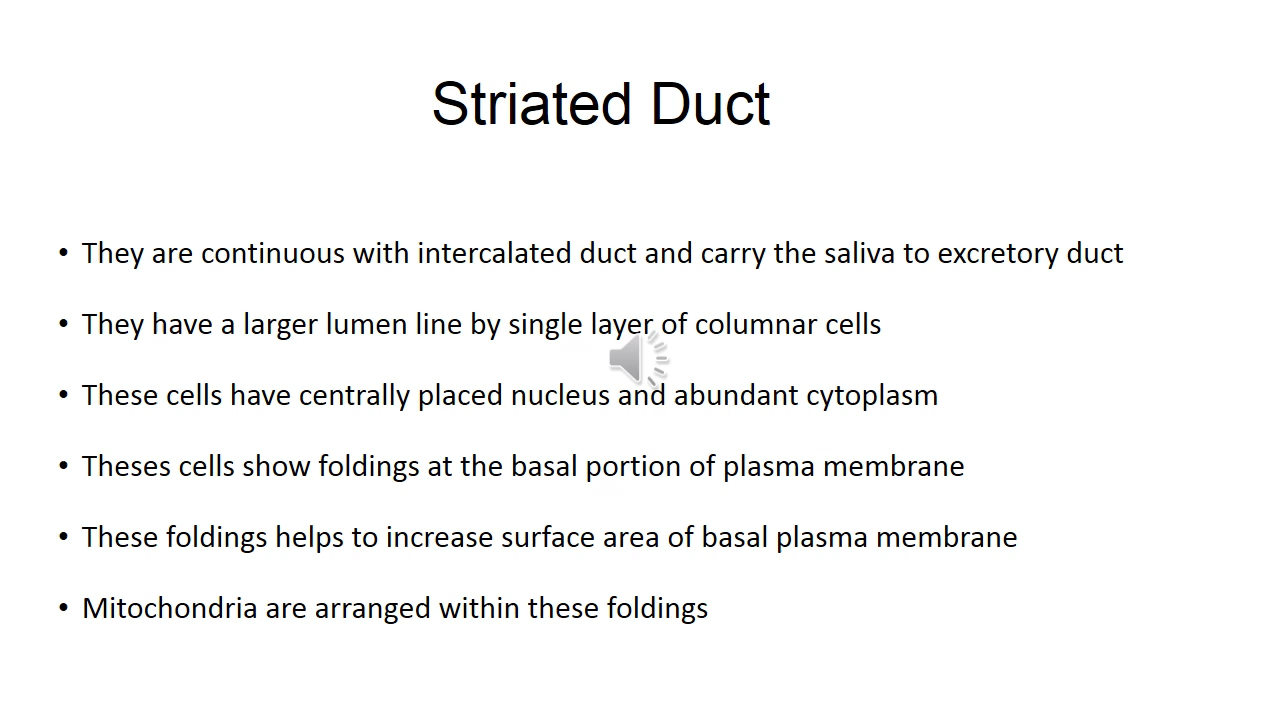 Striated Duct
• They are continuous with intercalated duct and carry the saliva to excretory duct
• They have a larger lumen line by single layer of columnar cells
• These cells have centrally placed nucleus and abundant cytoplasm
• Theses cells show foldings at the basal portion of plasma membrane
• These foldings helps to increase surface area of basal plasma membrane
• Mitochondria are arranged within these foldings